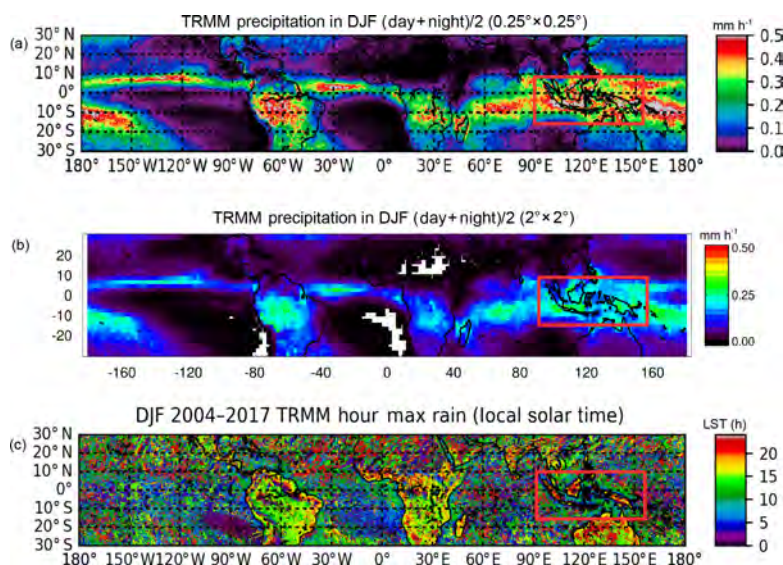 TRMM precipitation in DJF (day+night)/2 (0.25°×0.25°)
(a)
mm h⁻¹
30° N
20° N
10° N
0°
10° S
20° S
30° S
180° 150° W 120° W 90° W 60° W 30° W 0° 30° E 60° E 90° E 120° E 150° E 180°
0.5
0.4
0.3
0.2
0.1
0.0
TRMM precipitation in DJF (day+night)/2 (2°×2°)
(b)
mm h⁻¹
20
10
0
-10
-20
-160 -120 -80 -40 0 40 80 120 160
0.50
0.25
0.00
DJF 2004–2017 TRMM hour max rain (local solar time)
(c)
LST (h)
30° N
20° N
10° N
0°
10° S
20° S
30° S
180° 150° W 120° W 90° W 60° W 30° W 0° 30° E 60° E 90° E 120° E 150° E 180°
20
15
10
5
0